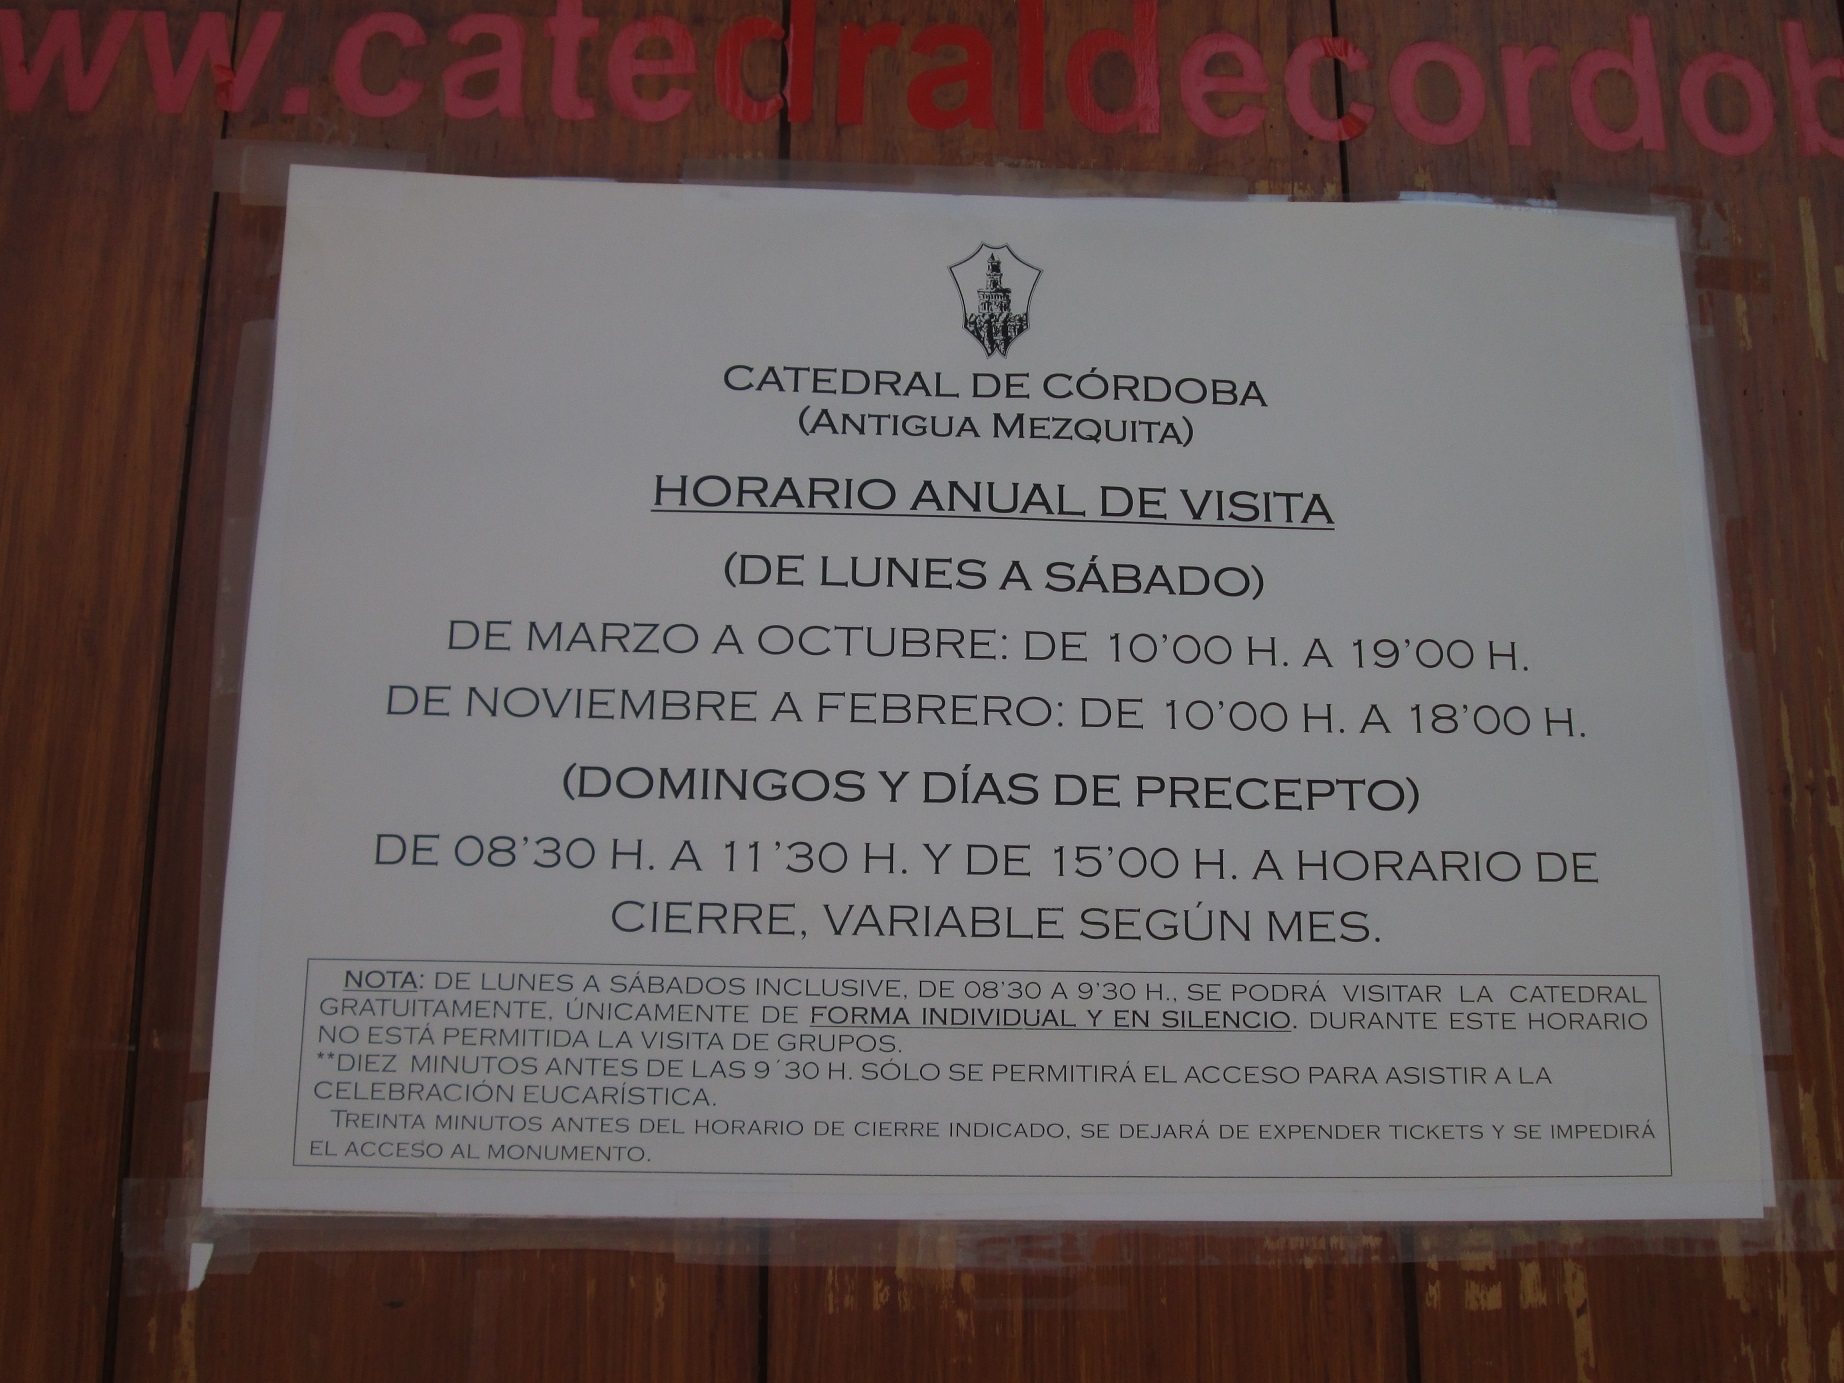 ww.catedraldecordob
CATEDRAL DE CÓRDOBA
(ANTIGUA MEZQUITA)
HORARIO ANUAL DE VISITA
(DE LUNES A SÁBADO)
DE MARZO A OCTUBRE: DE 10'00 H. A 19'00 H.
DE NOVIEMBRE A FEBRERO: DE 10'00 H. A 18'00 H.
(DOMINGOS Y DÍAS DE PRECEPTO)
DE 08'30 H. A 11'30 H. Y DE 15'00 H. A HORARIO DE
CIERRE, VARIABLE SEGÚN MES.
NOTA: DE LUNES A SÁBADOS INCLUSIVE, DE 08'30 A 9'30 H., SE PODRÁ VISITAR LA CATEDRAL
GRATUITAMENTE, ÚNICAMENTE DE FORMA INDIVIDUAL Y EN SILENCIO. DURANTE ESTE HORARIO
NO ESTÁ PERMITIDA LA VISITA DE GRUPOS.
**DIEZ MINUTOS ANTES DE LAS 9´30 H. SÓLO SE PERMITIRÁ EL ACCESO PARA ASISTIR A LA
CELEBRACIÓN EUCARÍSTICA.
TREINTA MINUTOS ANTES DEL HORARIO DE CIERRE INDICADO, SE DEJARÁ DE EXPENDER TICKETS Y SE IMPEDIRÁ
EL ACCESO AL MONUMENTO.